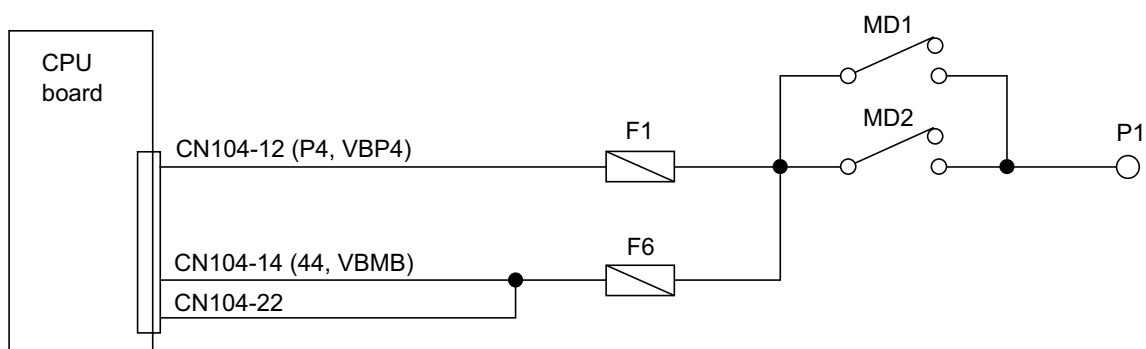 MD1
CPU
board
MD2
F1
P1
CN104-12 (P4, VBP4)
F6
CN104-14 (44, VBMB)
CN104-22